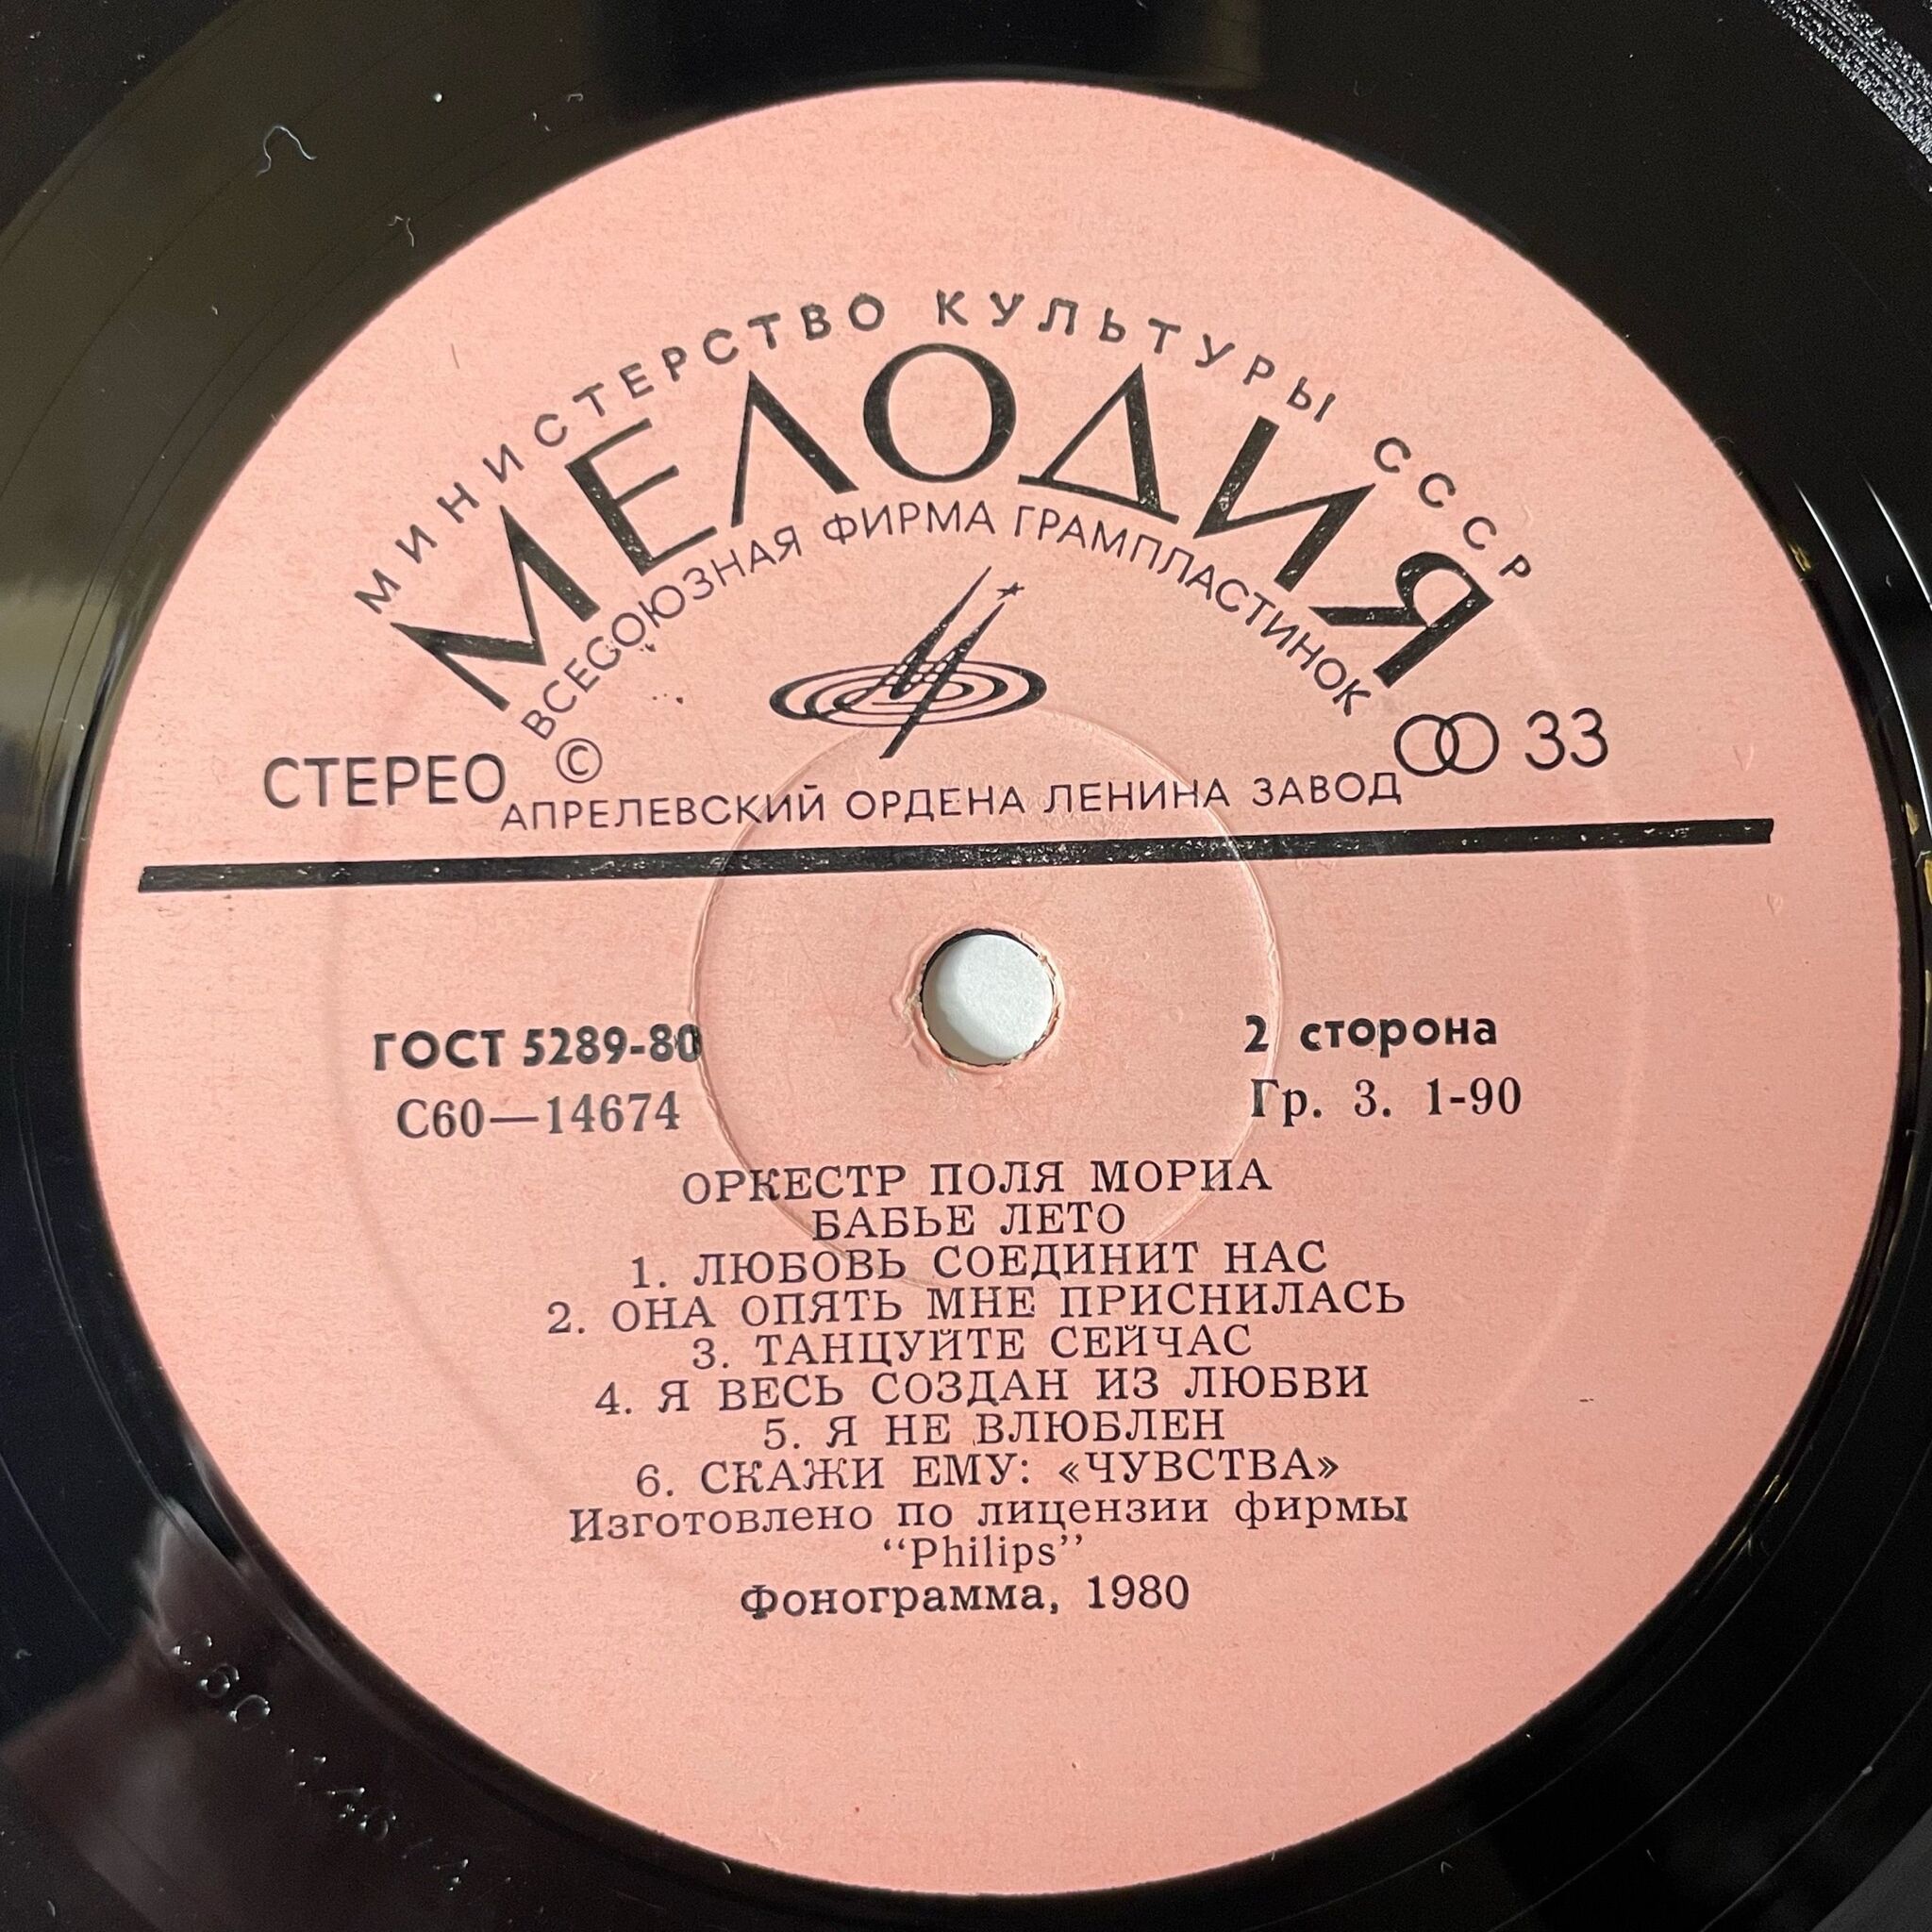 МИНИСТЕРСТВО КУЛЬТУРЫ СССР
МЕЛОДИЯ
ВСЕСОЮЗНАЯ ФИРМА ГРАМПЛАСТИНОК
СТЕРЕО © 33
АПРЕЛЕВСКИЙ ОРДЕНА ЛЕНИНА ЗАВОД
ГОСТ 5289-80
С60—14674
2 сторона
Гр. 3. 1-90
ОРКЕСТР ПОЛЯ МОРИА
БАБЬЕ ЛЕТО
1. ЛЮБОВЬ СОЕДИНИТ НАС
2. ОНА ОПЯТЬ МНЕ ПРИСНИЛАСЬ
3. ТАНЦУЙТЕ СЕЙЧАС
4. Я ВЕСЬ СОЗДАН ИЗ ЛЮБВИ
5. Я НЕ ВЛЮБЛЕН
6. СКАЖИ ЕМУ: «ЧУВСТВА»
Изготовлено по лицензии фирмы
“Philips”
Фонограмма, 1980